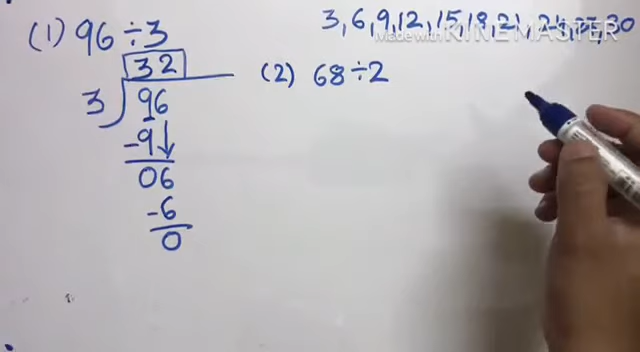 3, 6, 9, 12, 15, 18, 21, 24, 27, 30
Made with KINEMASTER
(1) 96 ÷ 3
32
(2) 68 ÷ 2
3 96
-9
06
-6
0